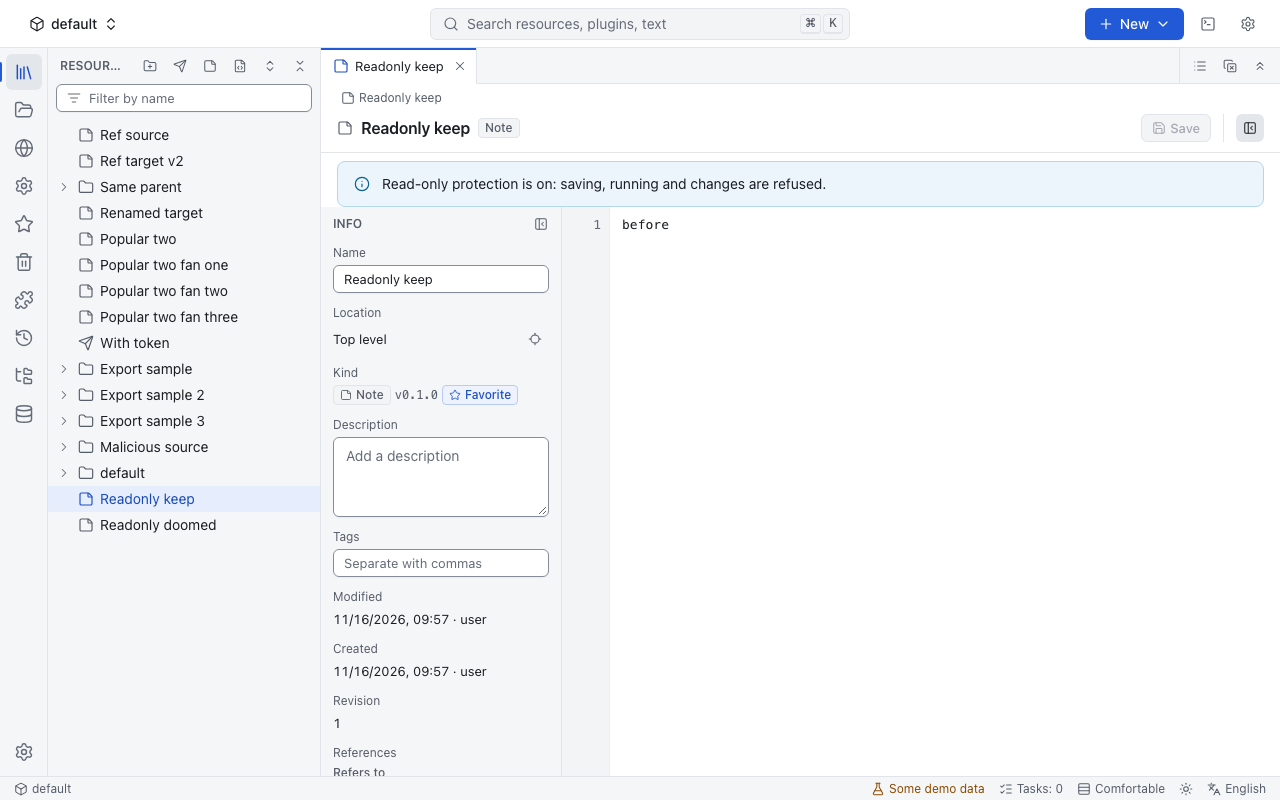 default
Search resources, plugins, text
⌘ K
New
RESOUR...
Filter by name
Ref source
Ref target v2
Same parent
Renamed target
Popular two
Popular two fan one
Popular two fan two
Popular two fan three
With token
Export sample
Export sample 2
Export sample 3
Malicious source
default
Readonly keep
Readonly doomed
Readonly keep
Readonly keep
Readonly keep Note
Save
Read-only protection is on: saving, running and changes are refused.
INFO
Name
Readonly keep
Location
Top level
Kind
Note v0.1.0 Favorite
Description
Add a description
Tags
Separate with commas
Modified
11/16/2026, 09:57 · user
Created
11/16/2026, 09:57 · user
Revision
1
References
Refers to
1 before
default
Some demo data
Tasks: 0
Comfortable
English